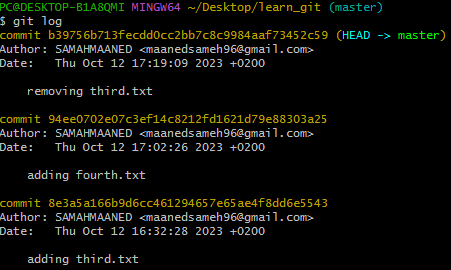 PC@DESKTOP-B1A8QMI MINGW64 ~/Desktop/learn_git (master)
$ git log
commit b39756b713fecdd0cc2bb7c8c9984aaf73452c59 (HEAD -> master)
Author: SAMAHMAANED <maanedsameh96@gmail.com>
Date:   Thu Oct 12 17:19:09 2023 +0200
    removing third.txt
commit 94ee0702e07c3ef14c8212fd1621d79e88303a25
Author: SAMAHMAANED <maanedsameh96@gmail.com>
Date:   Thu Oct 12 17:02:26 2023 +0200
    adding fourth.txt
commit 8e3a5a166b9d6cc461294657e65ae4f8dd6e5543
Author: SAMAHMAANED <maanedsameh96@gmail.com>
Date:   Thu Oct 12 16:32:28 2023 +0200
    adding third.txt